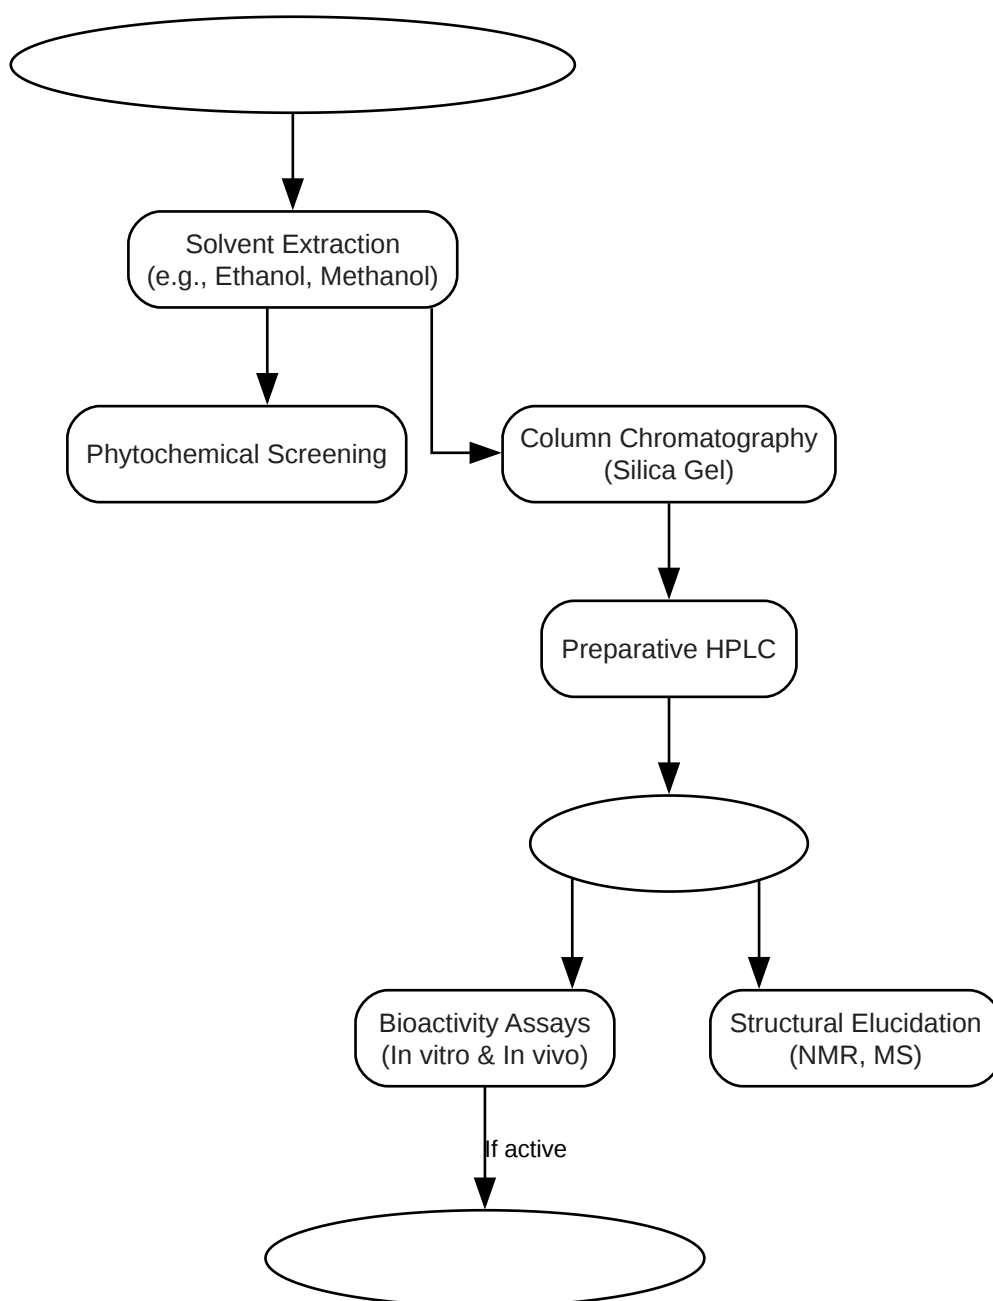 Solvent Extraction
(e.g., Ethanol, Methanol)
Phytochemical Screening
Column Chromatography
(Silica Gel)
Preparative HPLC
Bioactivity Assays
(In vitro & In vivo)
Structural Elucidation
(NMR, MS)
If active